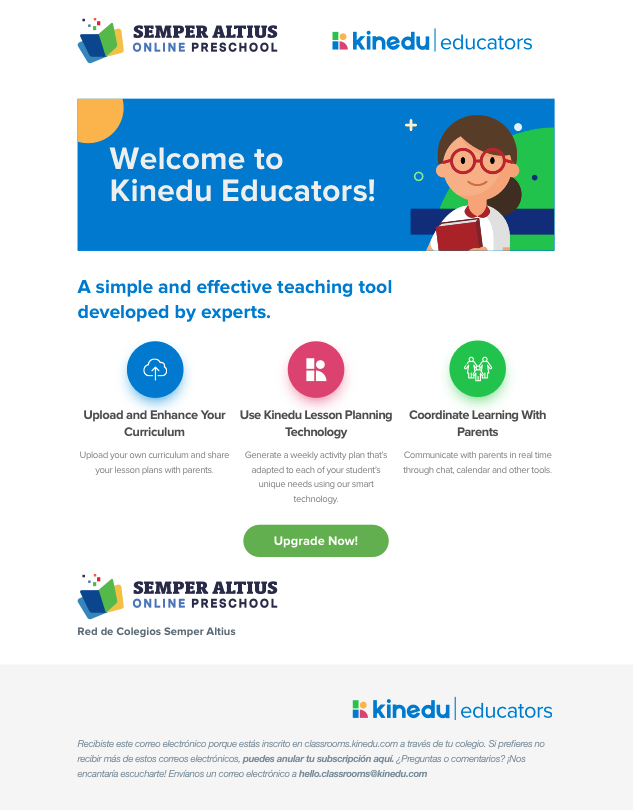 SEMPER ALTIUS
ONLINE PRESCHOOL
kinedu educators
Welcome to
Kinedu Educators!
A simple and effective teaching tool
developed by experts.
Upload and Enhance Your
Curriculum
Upload your own curriculum and share
your lesson plans with parents.
Use Kinedu Lesson Planning
Technology
Generate a weekly activity plan that's
adapted to each of your student's
unique needs using our smart
technology.
Coordinate Learning With
Parents
Communicate with parents in real time
through chat, calendar and other tools.
Upgrade Now!
SEMPER ALTIUS
ONLINE PRESCHOOL
Red de Colegios Semper Altius
kinedu educators
Recibiste este correo electrónico porque estás inscrito en classrooms.kinedu.com a través de tu colegio. Si prefieres no
recibir más de estos correos electrónicos, puedes anular tu subscripción aquí. ¿Preguntas o comentarios? ¡Nos
encantaría escucharte! Envíanos un correo electrónico a hello.classrooms@kinedu.com